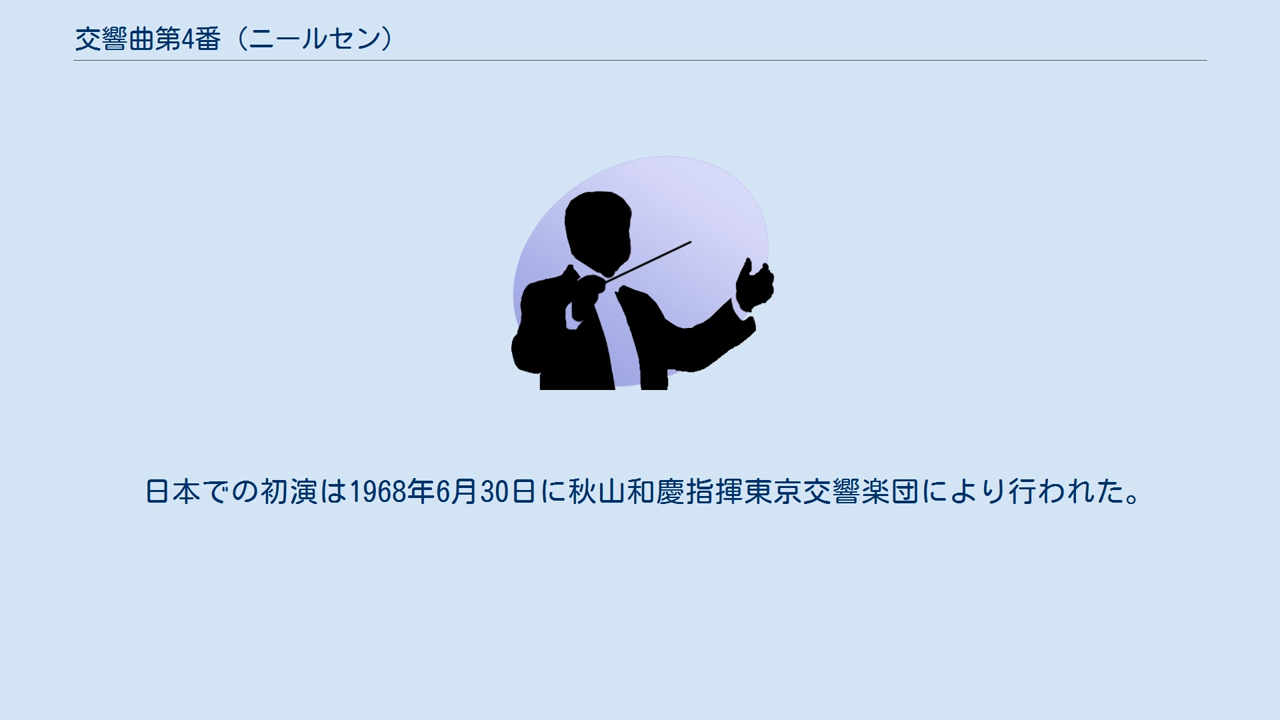 交響曲第4番（ニールセン）
日本での初演は1968年6月30日に秋山和慶指揮東京交響楽団により行われた。